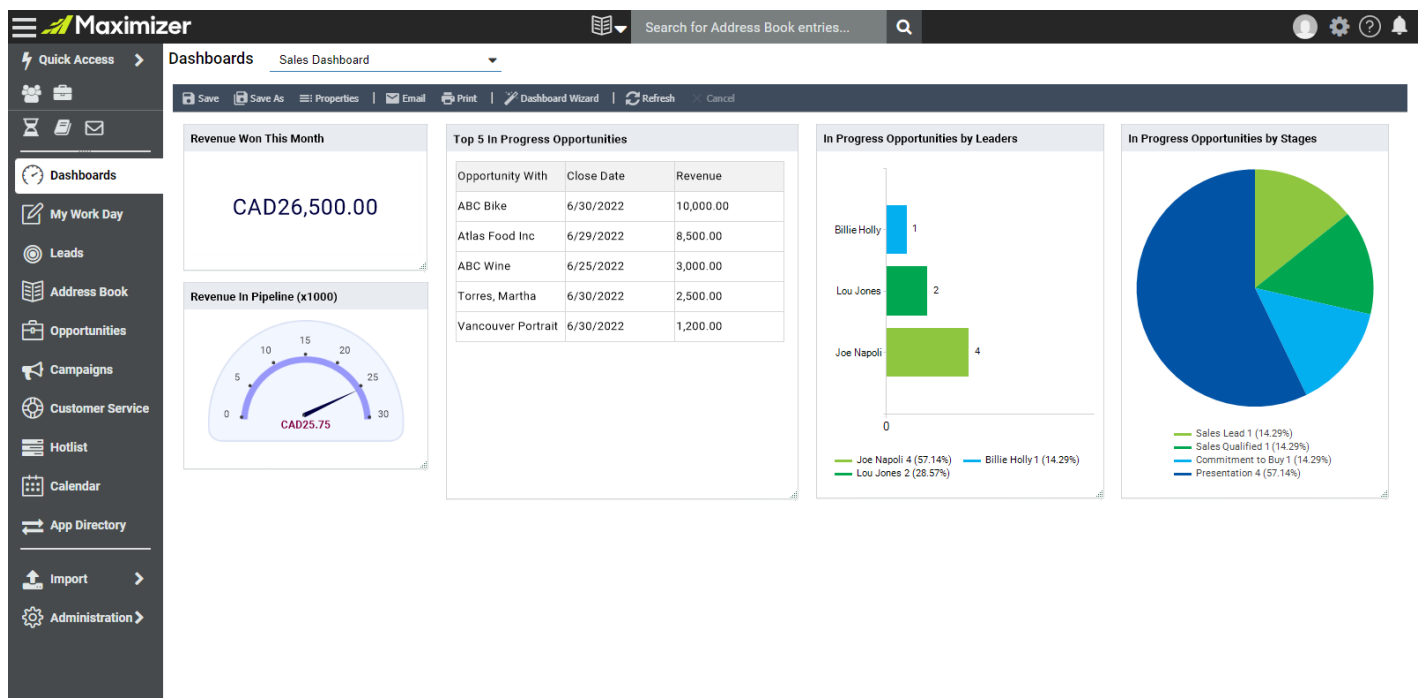 Maximizer
Search for Address Book entries...
Quick Access
Dashboards
My Work Day
Leads
Address Book
Opportunities
Campaigns
Customer Service
Hotlist
Calendar
App Directory
Import
Administration
Dashboards Sales Dashboard
Save Save As Properties | Email Print | Dashboard Wizard | Refresh Cancel
Revenue Won This Month
CAD26,500.00
Revenue In Pipeline (x1000)
0 5 10 15 20 25 30
CAD25.75
Top 5 In Progress Opportunities
Opportunity With Close Date Revenue
ABC Bike 6/30/2022 10,000.00
Atlas Food Inc 6/29/2022 8,500.00
ABC Wine 6/25/2022 3,000.00
Torres, Martha 6/30/2022 2,500.00
Vancouver Portrait 6/30/2022 1,200.00
In Progress Opportunities by Leaders
Billie Holly 1
Lou Jones 2
Joe Napoli 4
0
Joe Napoli 4 (57.14%) Billie Holly 1 (14.29%)
Lou Jones 2 (28.57%)
In Progress Opportunities by Stages
Sales Lead 1 (14.29%)
Sales Qualified 1 (14.29%)
Commitment to Buy 1 (14.29%)
Presentation 4 (57.14%)